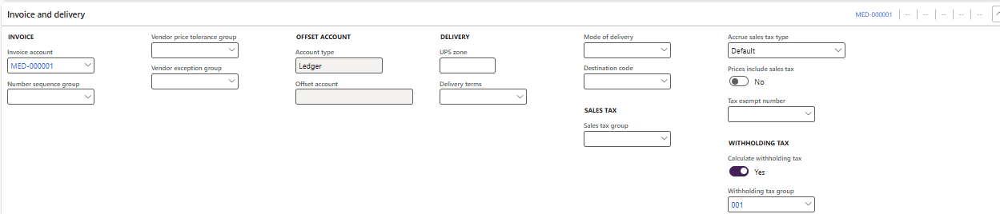 Invoice and delivery
MED-000001 -- -- -- -- --
INVOICE
Invoice account
MED-000001
Number sequence group
Vendor price tolerance group
Vendor exception group
OFFSET ACCOUNT
Account type
Ledger
Offset account
DELIVERY
UPS zone
Delivery terms
Mode of delivery
Destination code
SALES TAX
Sales tax group
Accrue sales tax type
Default
Prices include sales tax
No
Tax exempt number
WITHHOLDING TAX
Calculate withholding tax
Yes
Withholding tax group
001